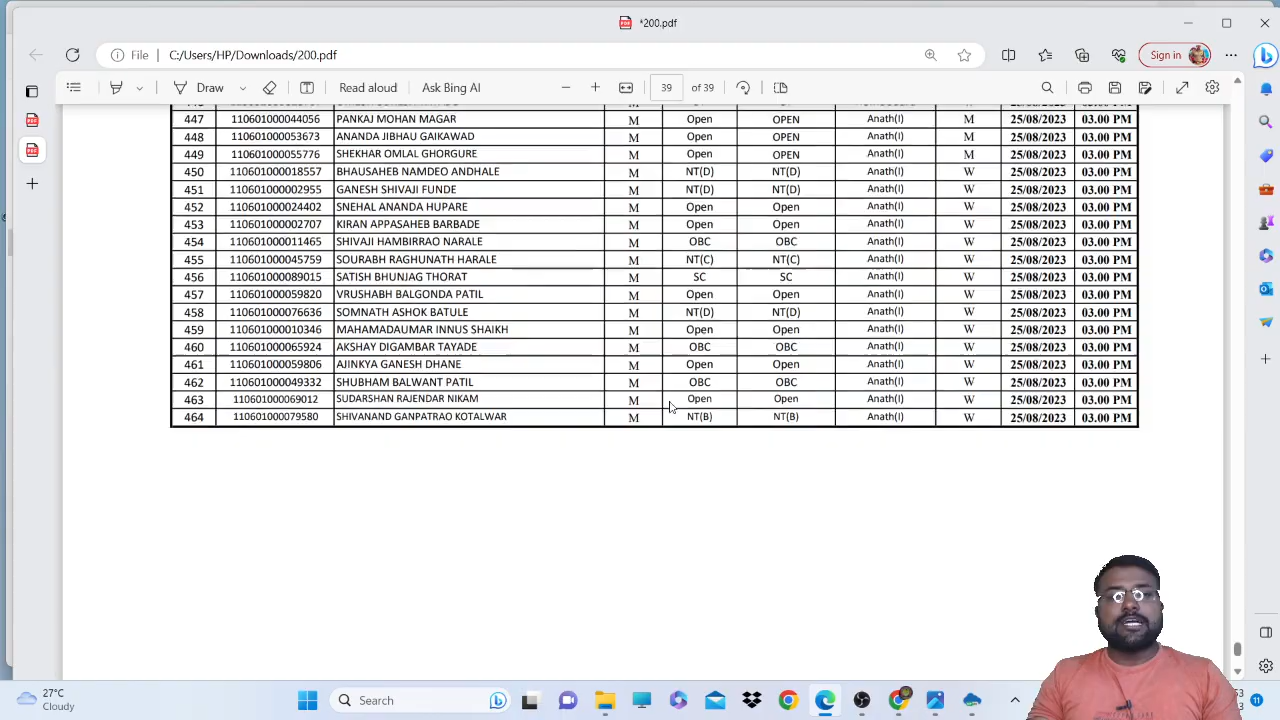 *200.pdf
File C:/Users/HP/Downloads/200.pdf Sign in
Draw Read aloud Ask Bing AI 39 of 39
447 110601000044056 PANKAJ MOHAN MAGAR M Open OPEN Anath(I) M 25/08/2023 03.00 PM
448 110601000053673 ANANDA JIBHAU GAIKAWAD M Open OPEN Anath(I) M 25/08/2023 03.00 PM
449 110601000055776 SHEKHAR OMLAL GHORGURE M Open OPEN Anath(I) M 25/08/2023 03.00 PM
450 110601000018557 BHAUSAHEB NAMDEO ANDHALE M NT(D) NT(D) Anath(I) W 25/08/2023 03.00 PM
451 110601000002955 GANESH SHIVAJI FUNDE M NT(D) NT(D) Anath(I) W 25/08/2023 03.00 PM
452 110601000024402 SNEHAL ANANDA HUPARE M Open Open Anath(I) W 25/08/2023 03.00 PM
453 110601000002707 KIRAN APPASAHEB BARBADE M Open Open Anath(I) W 25/08/2023 03.00 PM
454 110601000011465 SHIVAJI HAMBIRRAO NARALE M OBC OBC Anath(I) W 25/08/2023 03.00 PM
455 110601000045759 SOURABH RAGHUNATH HARALE M NT(C) NT(C) Anath(I) W 25/08/2023 03.00 PM
456 110601000089015 SATISH BHUNJAG THORAT M SC SC Anath(I) W 25/08/2023 03.00 PM
457 110601000059820 VRUSHABH BALGONDA PATIL M Open Open Anath(I) W 25/08/2023 03.00 PM
458 110601000076636 SOMNATH ASHOK BATULE M NT(D) NT(D) Anath(I) W 25/08/2023 03.00 PM
459 110601000010346 MAHAMADAUMAR INNUS SHAIKH M Open Open Anath(I) W 25/08/2023 03.00 PM
460 110601000065924 AKSHAY DIGAMBAR TAYADE M OBC OBC Anath(I) W 25/08/2023 03.00 PM
461 110601000059806 AJINKYA GANESH DHANE M Open Open Anath(I) W 25/08/2023 03.00 PM
462 110601000049332 SHUBHAM BALWANT PATIL M OBC OBC Anath(I) W 25/08/2023 03.00 PM
463 110601000069012 SUDARSHAN RAJENDAR NIKAM M Open Open Anath(I) W 25/08/2023 03.00 PM
464 110601000079580 SHIVANAND GANPATRAO KOTALWAR M NT(B) NT(B) Anath(I) W 25/08/2023 03.00 PM
27°C
Cloudy
Search